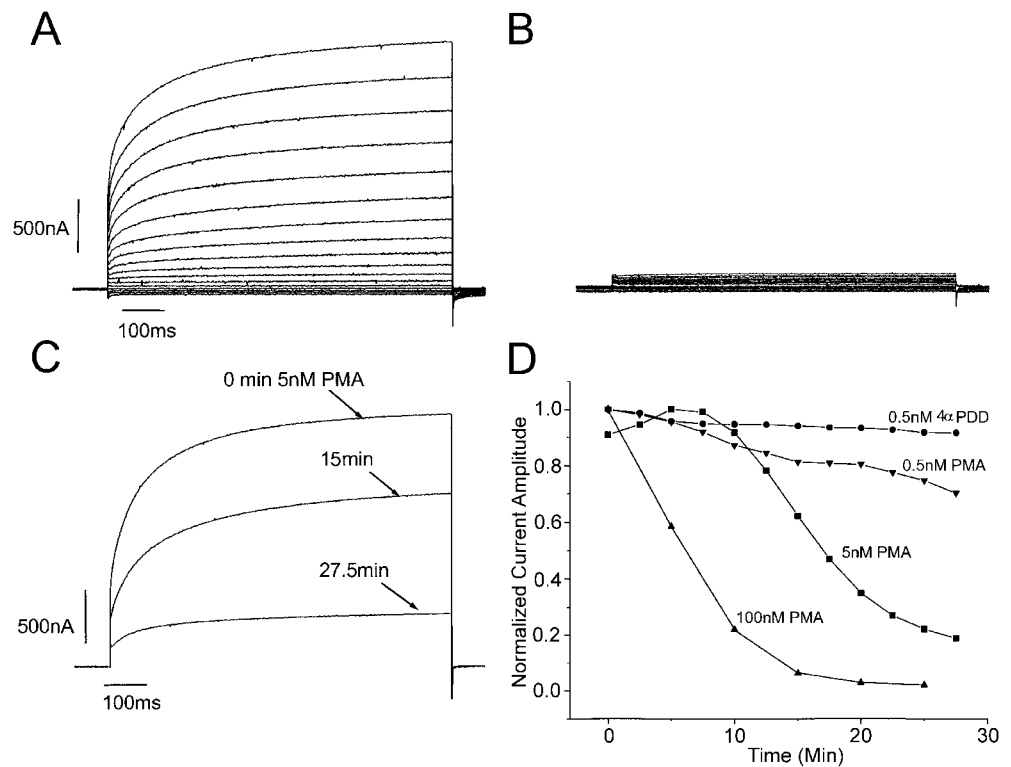 A
500nA
100ms
B
C
0 min 5nM PMA
15min
27.5min
500nA
100ms
D
Normalized Current Amplitude
1.0
0.8
0.6
0.4
0.2
0.0
0.5nM 4αPDD
0.5nM PMA
5nM PMA
100nM PMA
0
10
20
30
Time (Min)